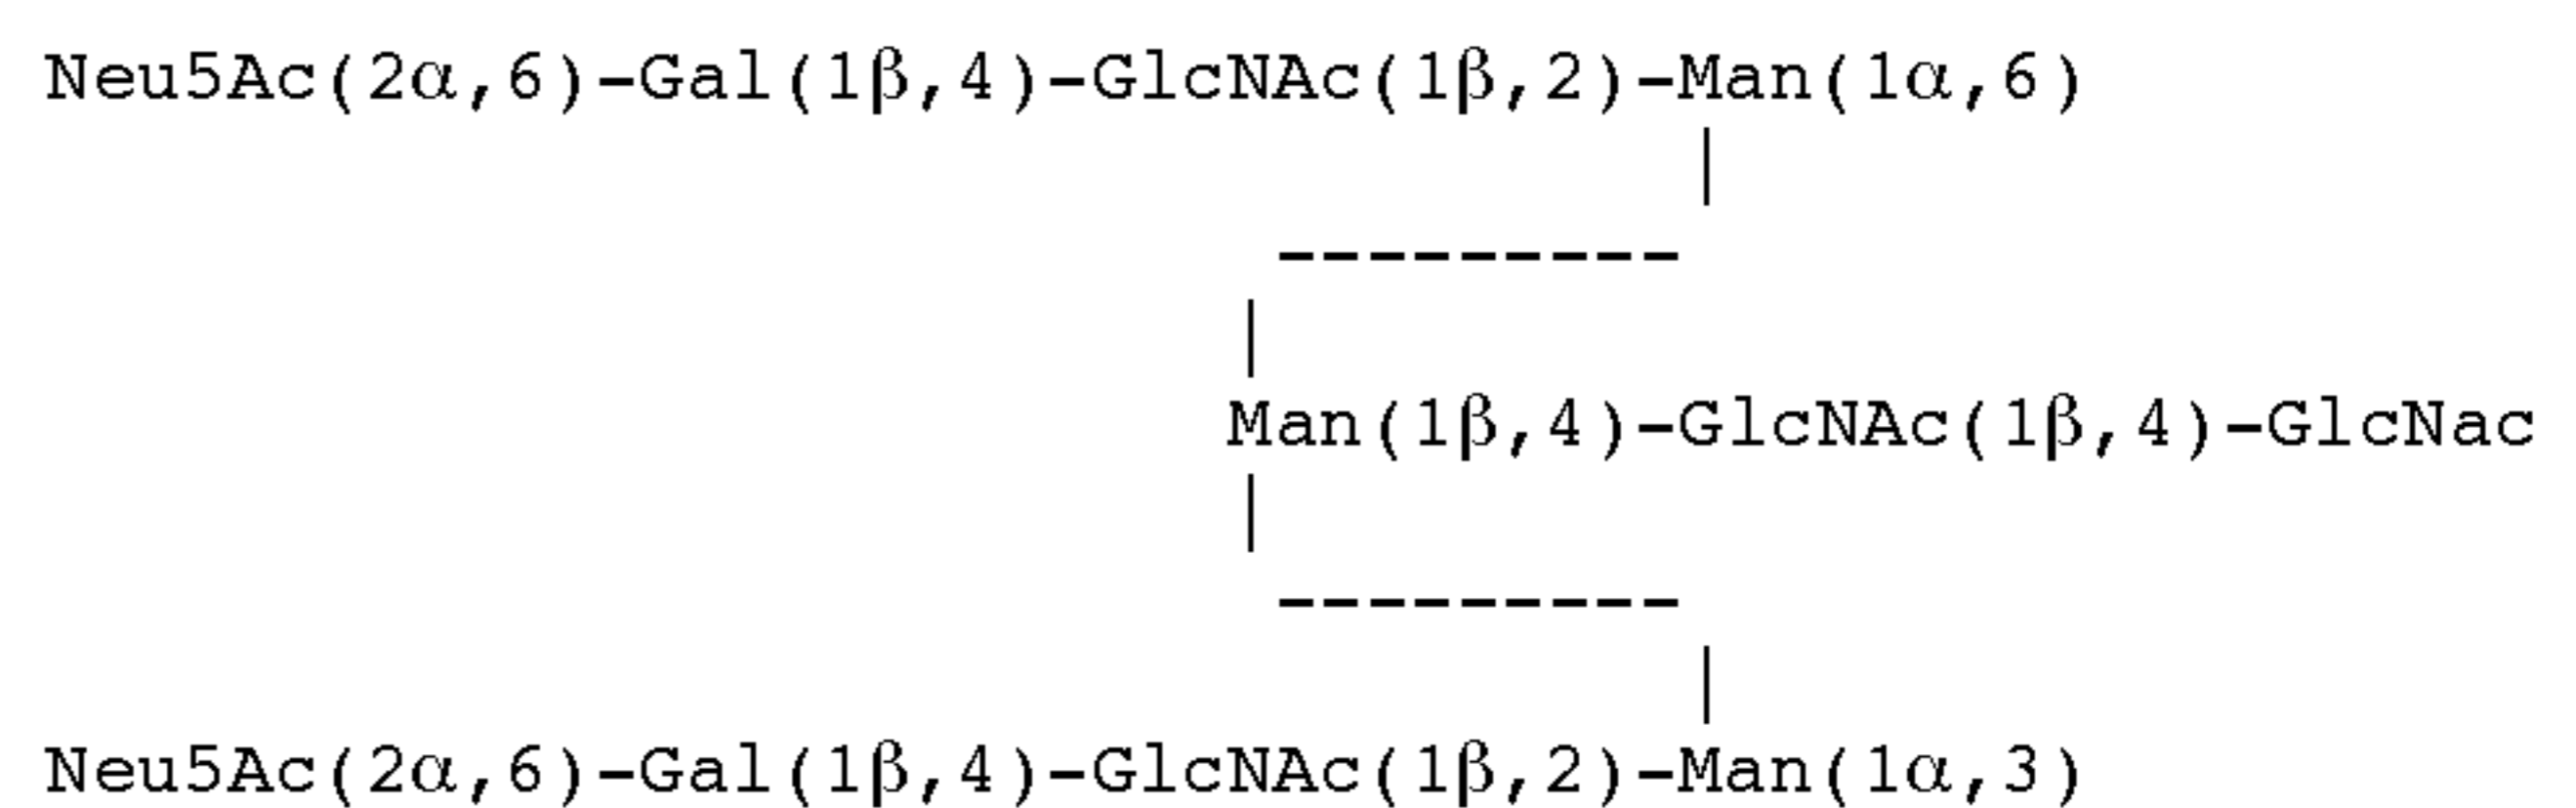 Neu5Ac(2α,6)-Gal(1β,4)-GlcNAc(1β,2)-Man(1α,6)
|
---------
|
Man(1β,4)-GlcNAc(1β,4)-GlcNac
|
---------
|
Neu5Ac(2α,6)-Gal(1β,4)-GlcNAc(1β,2)-Man(1α,3)